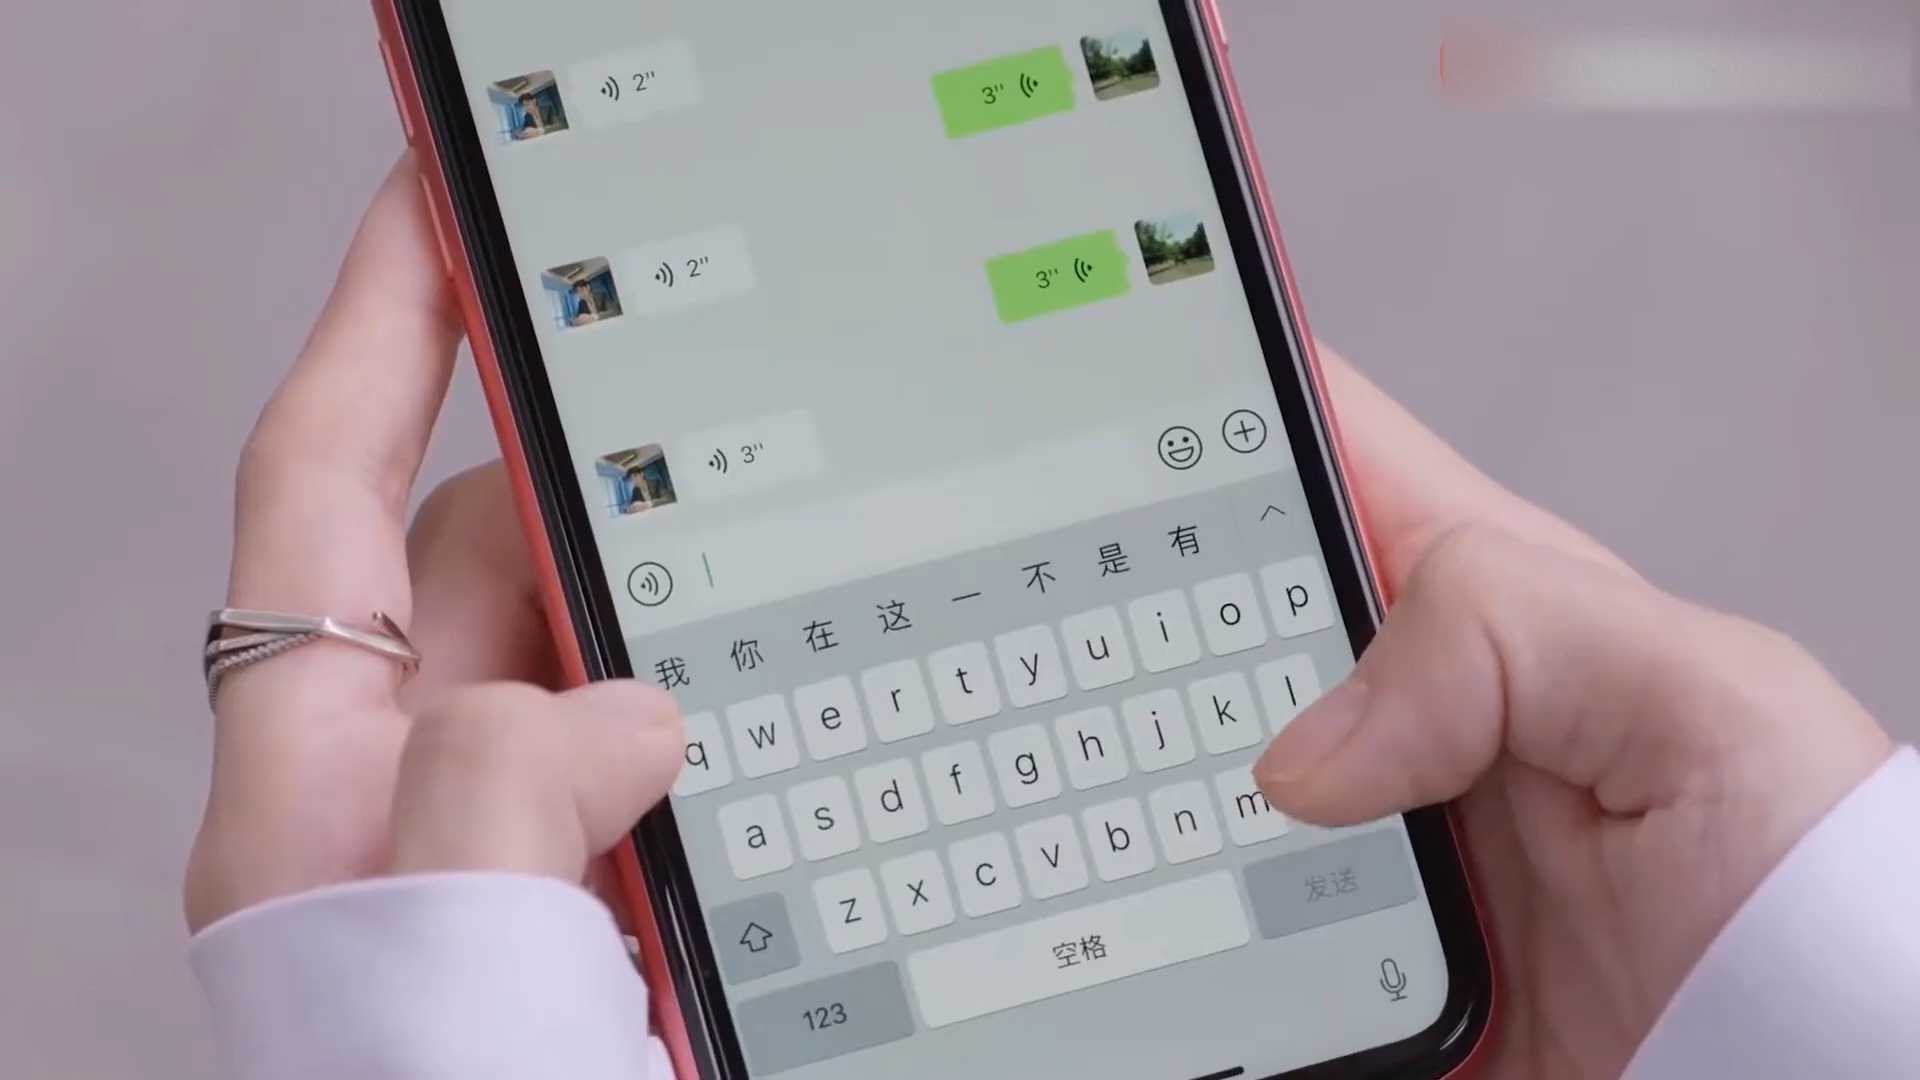 2"
3"
2"
3"
3"
我 你 在 这 一 不 是 有
q w e r t y u i o p
a s d f g h j k l
z x c v b n m
123 空格 发送